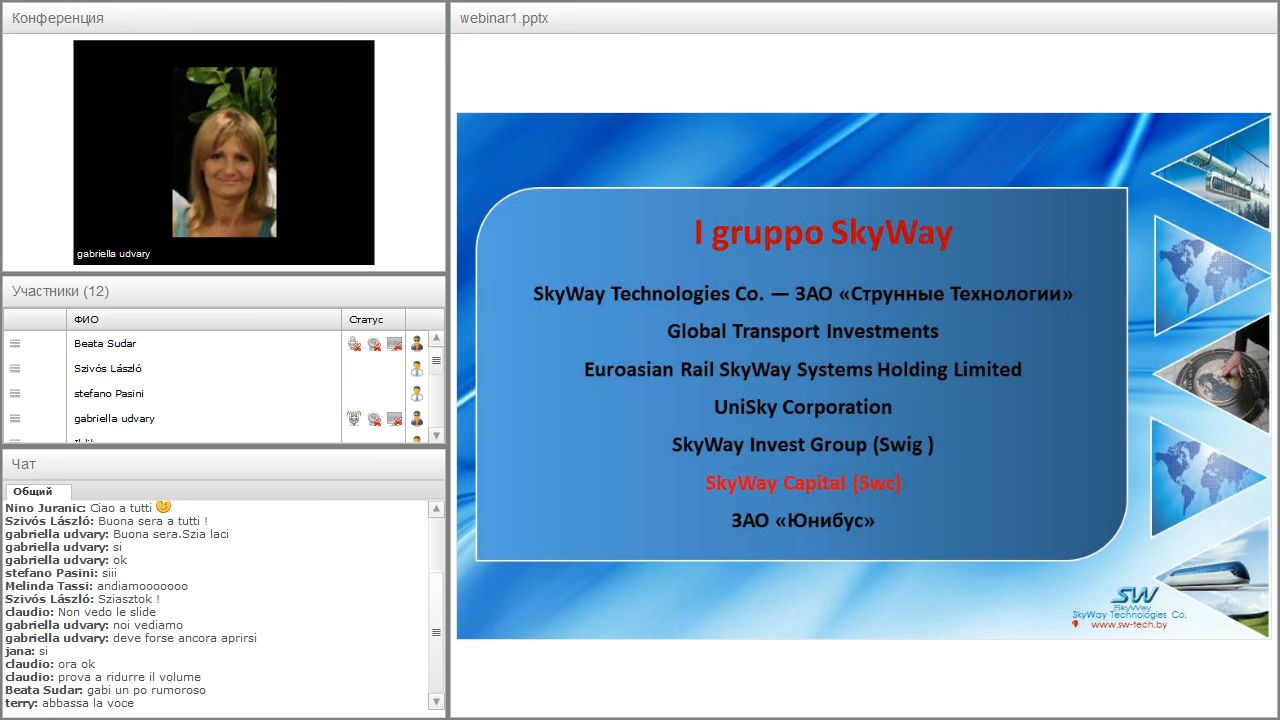 Конференция
gabriella udvary
Участники (12)
ФИО
Статус
Beata Sudar
Szivós László
stefano Pasini
gabriella udvary
Чат
Общий
Nino Juranic: Ciao a tutti
Szivós László: Buona sera a tutti !
gabriella udvary: Buona sera.Szia laci
gabriella udvary: si
gabriella udvary: ok
stefano Pasini: siii
Melinda Tassi: andiamooooooo
Szivós László: Sziasztok !
claudio: Non vedo le slide
gabriella udvary: noi vediamo
gabriella udvary: deve forse ancora aprirsi
jana: si
claudio: ora ok
claudio: prova a ridurre il volume
Beata Sudar: gabi un po rumoroso
terry: abbassa la voce
webinar1.pptx
I gruppo SkyWay
SkyWay Technologies Co. — ЗАО «Струнные Технологии»
Global Transport Investments
Euroasian Rail SkyWay Systems Holding Limited
UniSky Corporation
SkyWay Invest Group (Swig )
SkyWay Capital (Swc)
ЗАО «Юнибус»
SW
SkyWay
SkyWay Technologies Co.
www.sw-tech.by